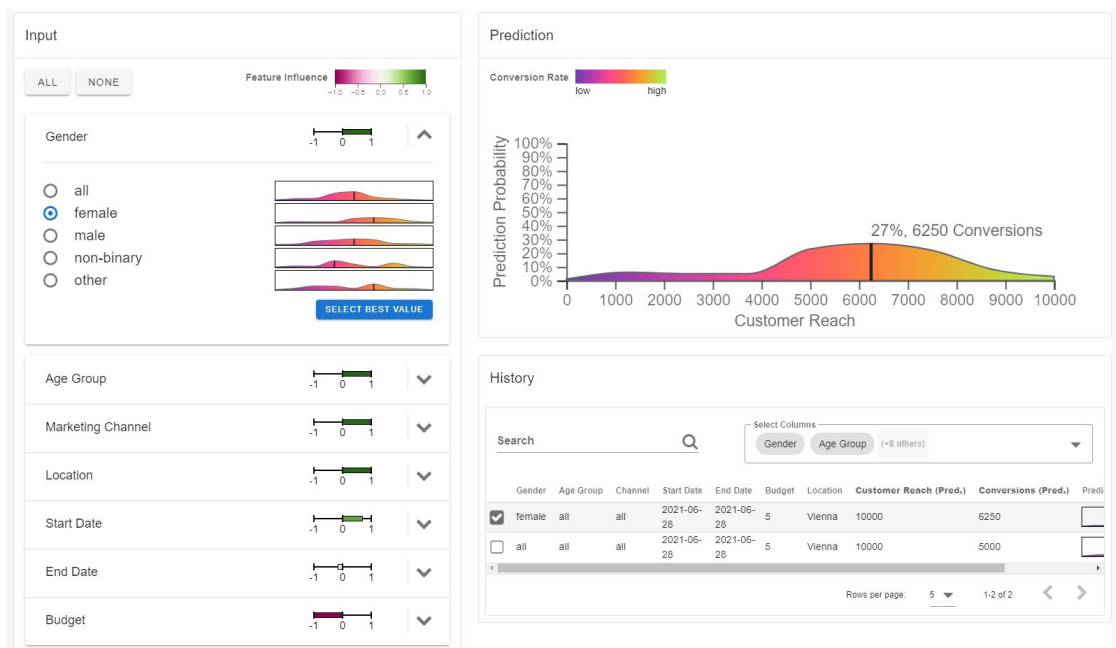 Input
ALL NONE Feature Influence
-1.0 -0.5 0.0 0.5 1.0
Gender -1 0 1
all
female
male
non-binary
other
SELECT BEST VALUE
Age Group -1 0 1
Marketing Channel -1 0 1
Location -1 0 1
Start Date -1 0 1
End Date -1 0 1
Budget -1 0 1
Prediction
Conversion Rate
low high
Prediction Probability
100%
90%
80%
70%
60%
50%
40%
30%
20%
10%
0%
27%, 6250 Conversions
0 1000 2000 3000 4000 5000 6000 7000 8000 9000 10000
Customer Reach
History
Search
Select Columns
Gender Age Group (+8 others)
Gender Age Group Channel Start Date End Date Budget Location Customer Reach (Pred.) Conversions (Pred.) Predi
female all all 2021-06-28 2021-06-28 5 Vienna 10000 6250
all all all 2021-06-28 2021-06-28 5 Vienna 10000 5000
Rows per page: 5 1-2 of 2